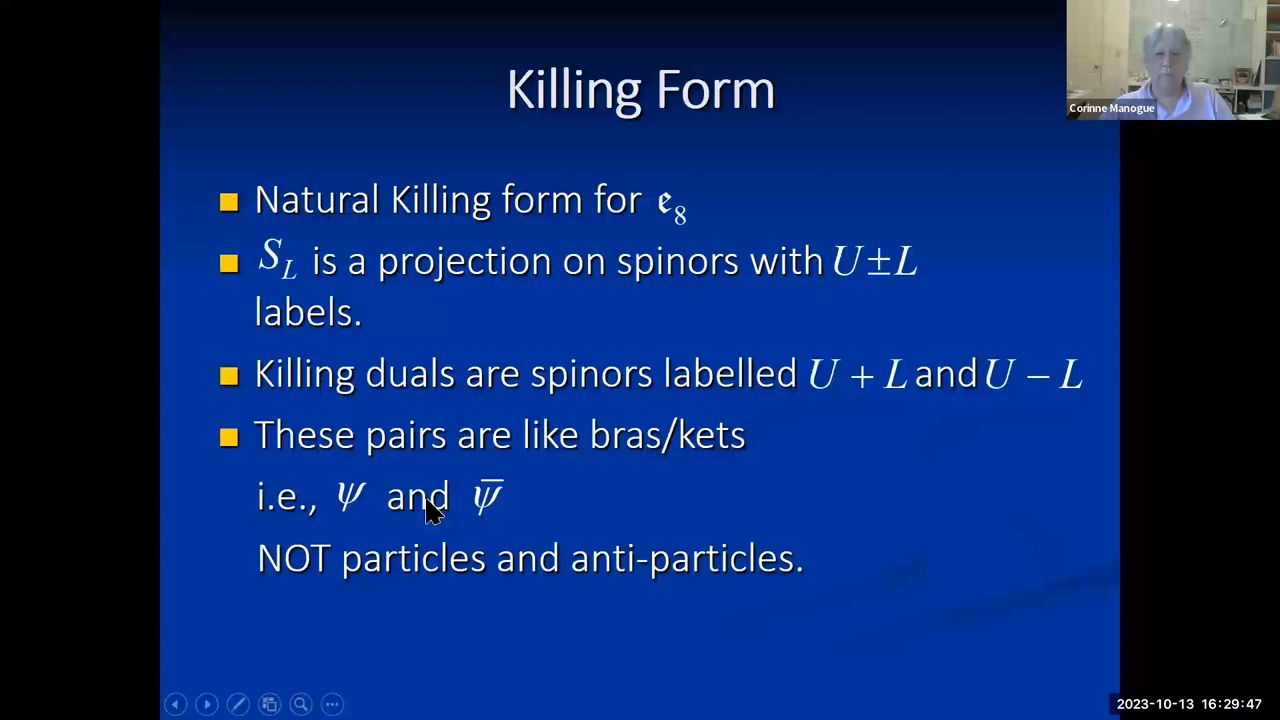 Killing Form
Corinne Manogue
Natural Killing form for 𝔢₈
S_L is a projection on spinors with U ± L
labels.
Killing duals are spinors labelled U + L and U − L
These pairs are like bras/kets
i.e., ψ and ψ̅
NOT particles and anti-particles.
2023-10-13 16:29:47